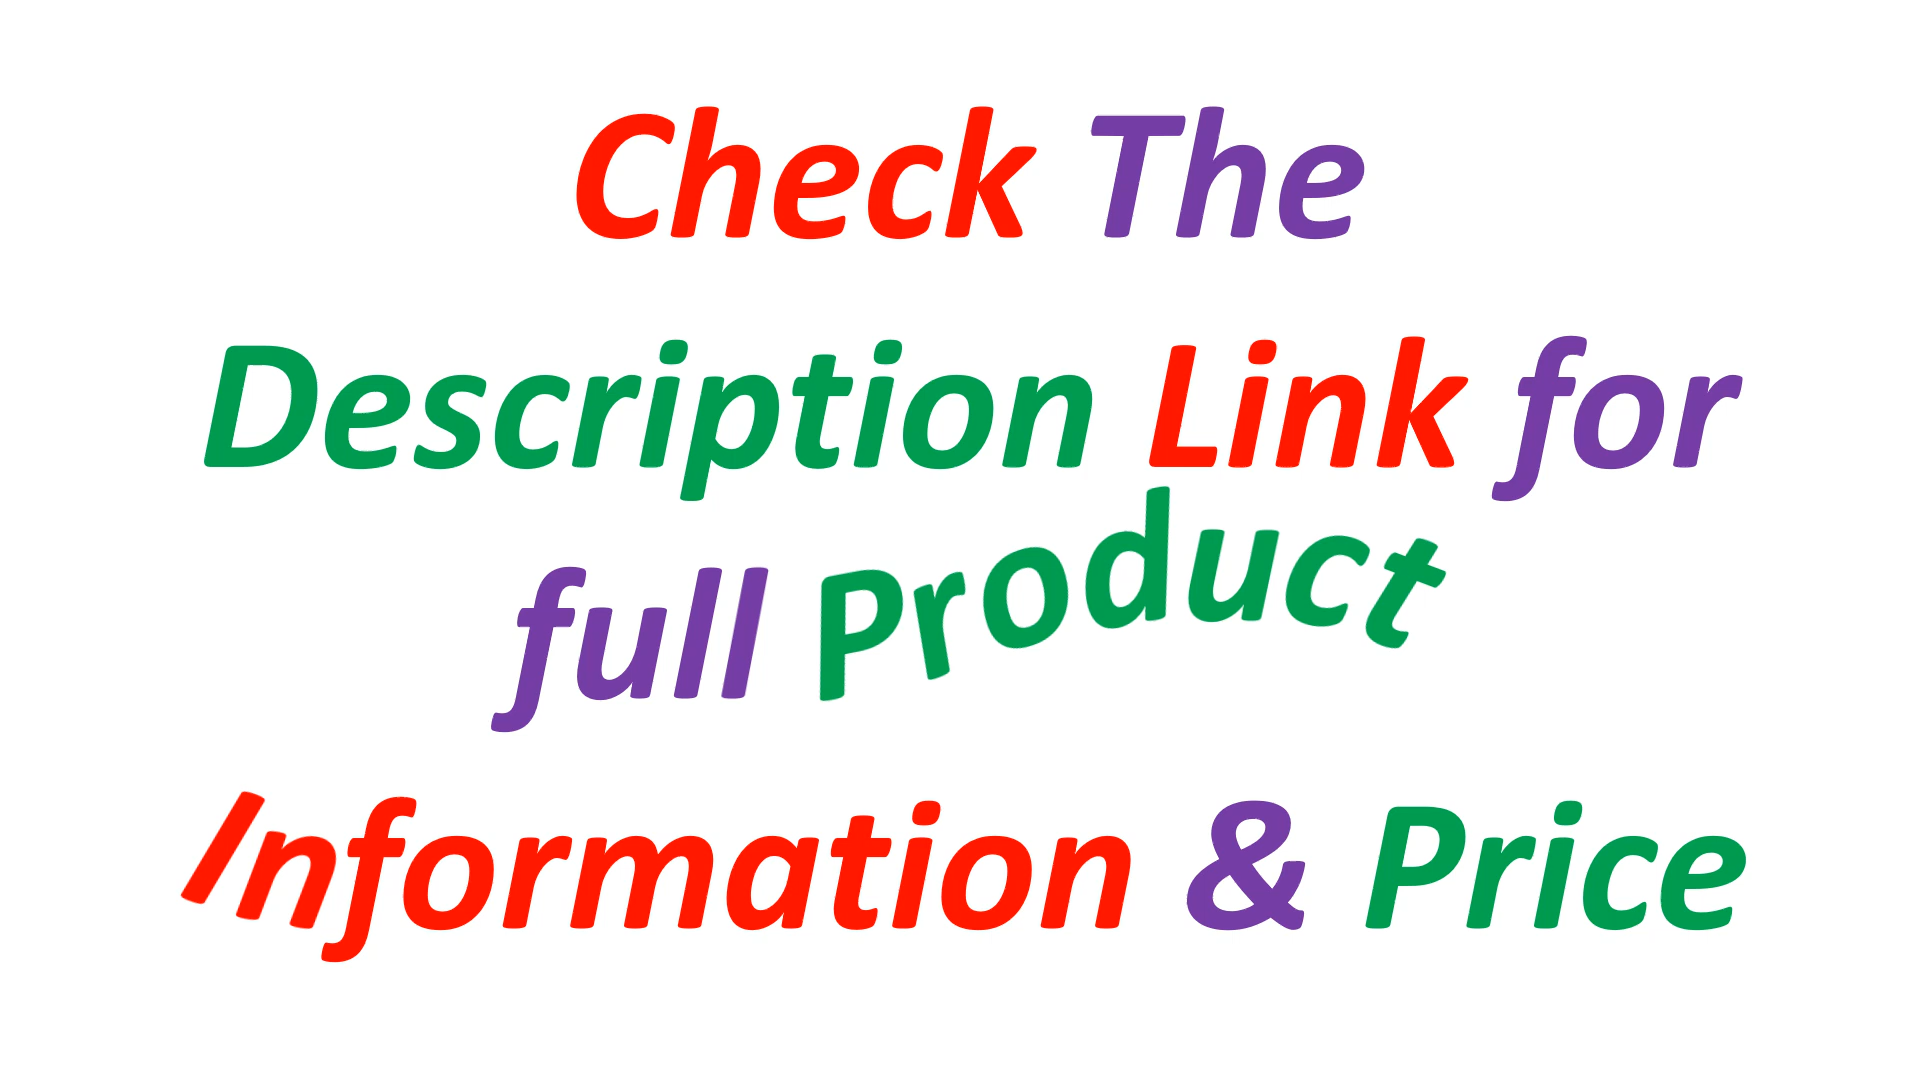 Check The
Description Link for
full Product
Information & Price